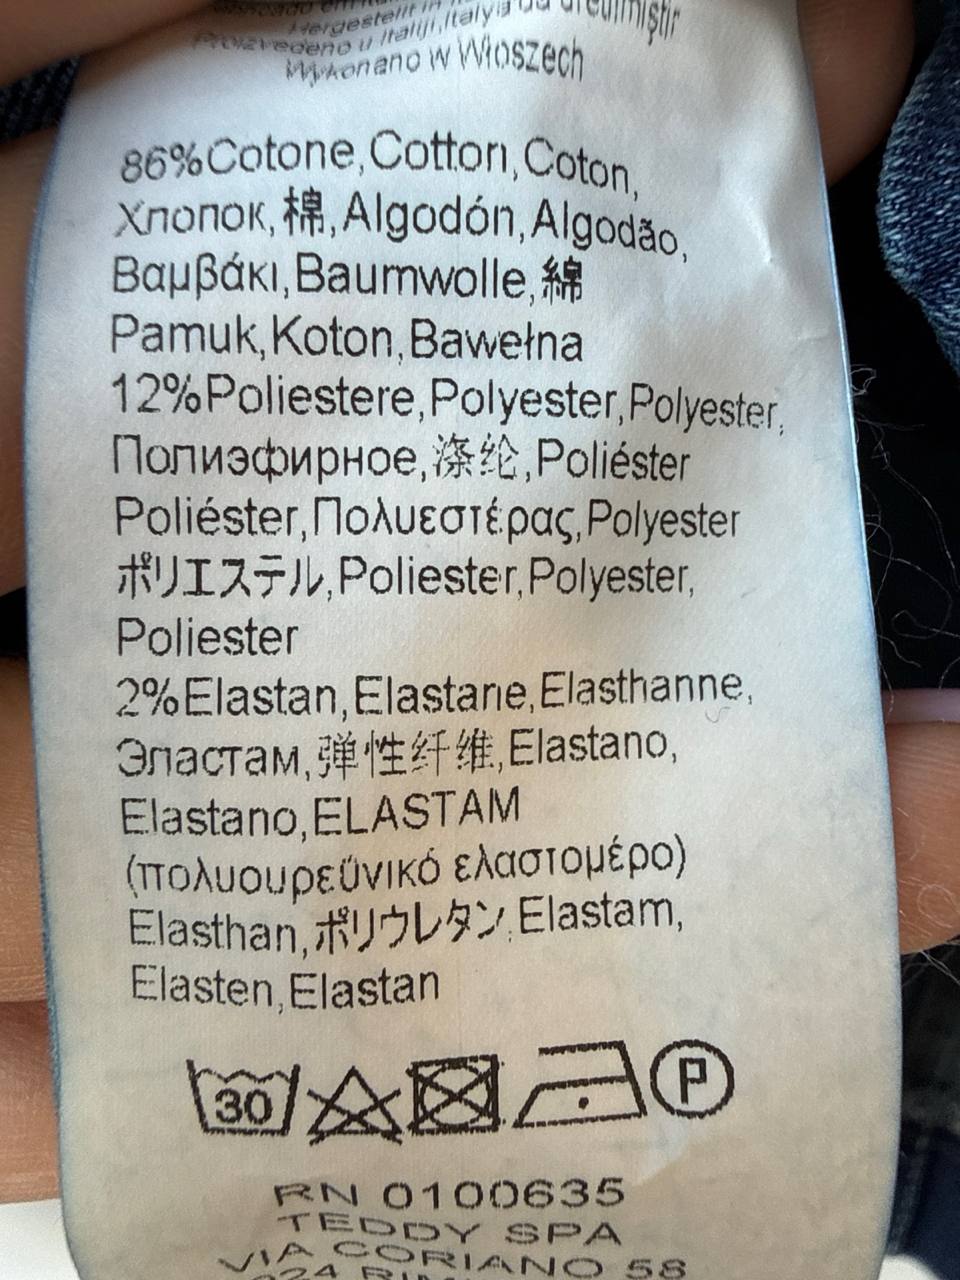 Hergestellt in
Proizvedeno u Italiji, Italya'da üretilmiştir
Wykonano w Włoszech
86%Cotone,Cotton,Coton,
Хлопок,棉,Algodón,Algodão,
Βαμβάκι,Baumwolle,綿
Pamuk,Koton,Bawełna
12%Poliestere,Polyester,Polyester,
Полиэфирное,涤纶,Poliéster
Poliéster,Πολυεστέρας,Polyester
ポリエステル,Poliester,Polyester,
Poliester
2%Elastan,Elastane,Elasthanne,
Эластам,弹性纤维,Elastano,
Elastano,ELASTAM
(πολυουρεΰνικό ελαστομέρο)
Elasthan,ポリウレタン,Elastam,
Elasten,Elastan
30 P
RN 0100635
TEDDY SPA
VIA CORIANO 58